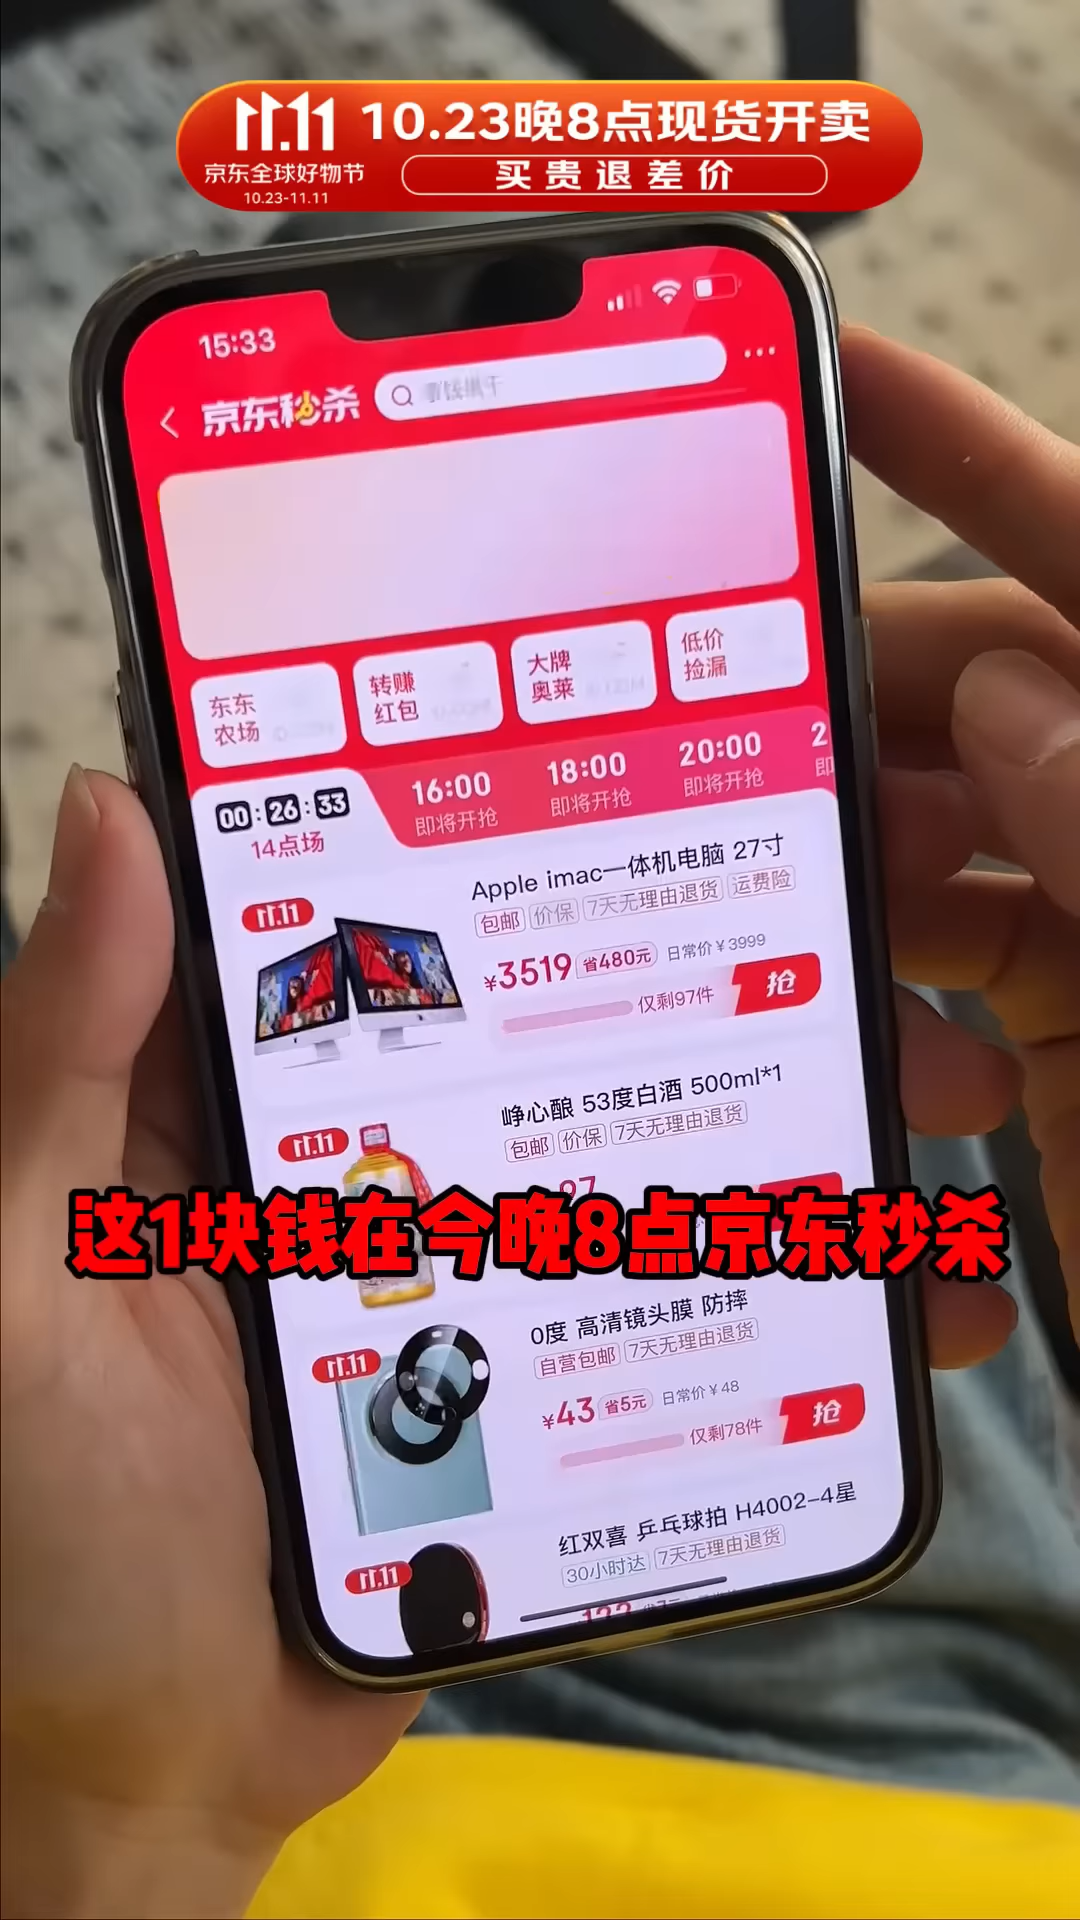 11.11
京东全球好物节
10.23-11.11
10.23晚8点现货开卖
买贵退差价
15:33
京东秒杀
东东
农场
转赚
红包
大牌
奥莱
低价
捡漏
00:26:33
14点场
16:00
即将开抢
18:00
即将开抢
20:00
即将开抢
2
即
11.11
Apple imac一体机电脑 27寸
包邮 价保 7天无理由退货 运费险
¥3519 省480元 日常价¥3999
仅剩97件
抢
11.11
峥心酿 53度白酒 500ml*1
包邮 价保 7天无理由退货
97
这1块钱在今晚8点京东秒杀
11.11
0度 高清镜头膜 防摔
自营包邮 7天无理由退货
¥43 省5元 日常价¥48
仅剩78件
抢
11.11
红双喜 乒乓球拍 H4002-4星
30小时达 7天无理由退货